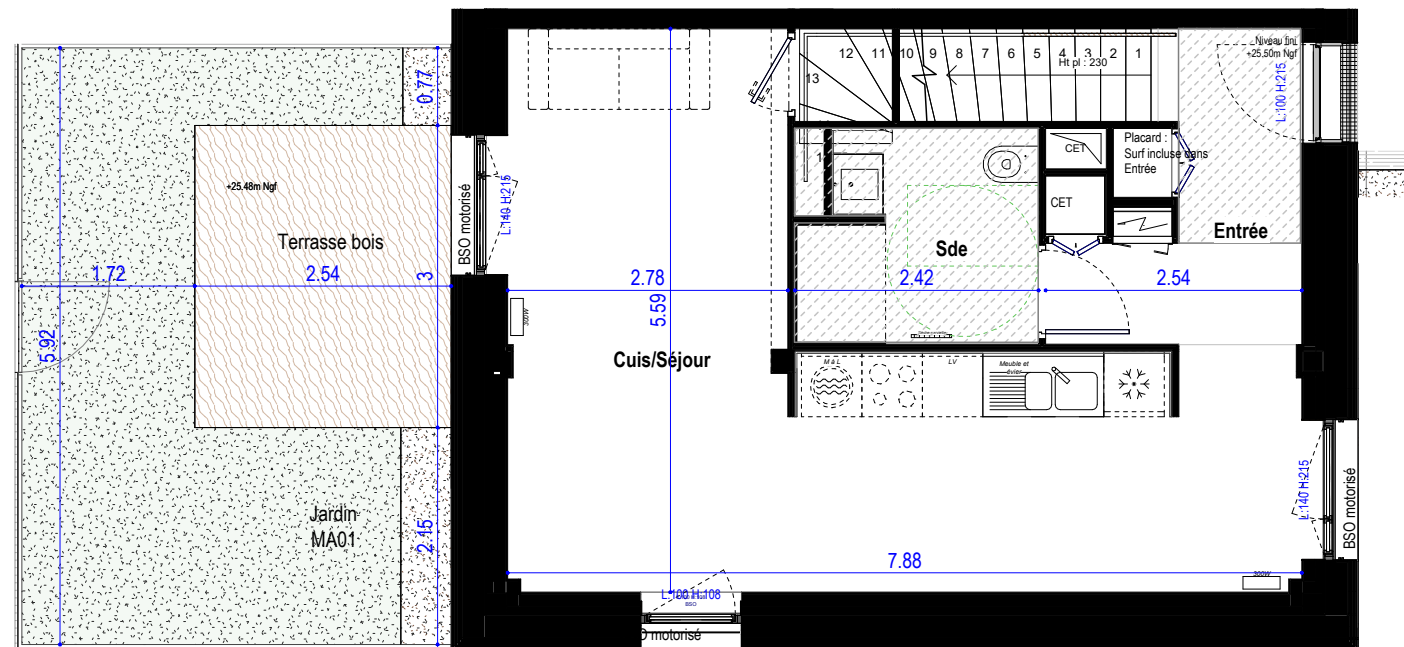 13
12
11
10
9
8
7
6
5
4
3
2
1
Ht pl : 230
Niveau fini
+25.50m Ngf
L:100 H:215
0.77
+25.48m Ngf
Terrasse bois
BSO motorisé
L:140 H:215
1
CET
CET
Placard :
Surf incluse dans
Entrée
Entrée
Sde
1.72
2.54
3
2.78
2.42
2.54
5.92
5.59
300W
Cuis/Séjour
M à L
LV
Meuble et
évier
Jardin
MA01
2.15
L:140 H:215
BSO motorisé
7.88
300W
L:100 H:108
BSO
O motorisé